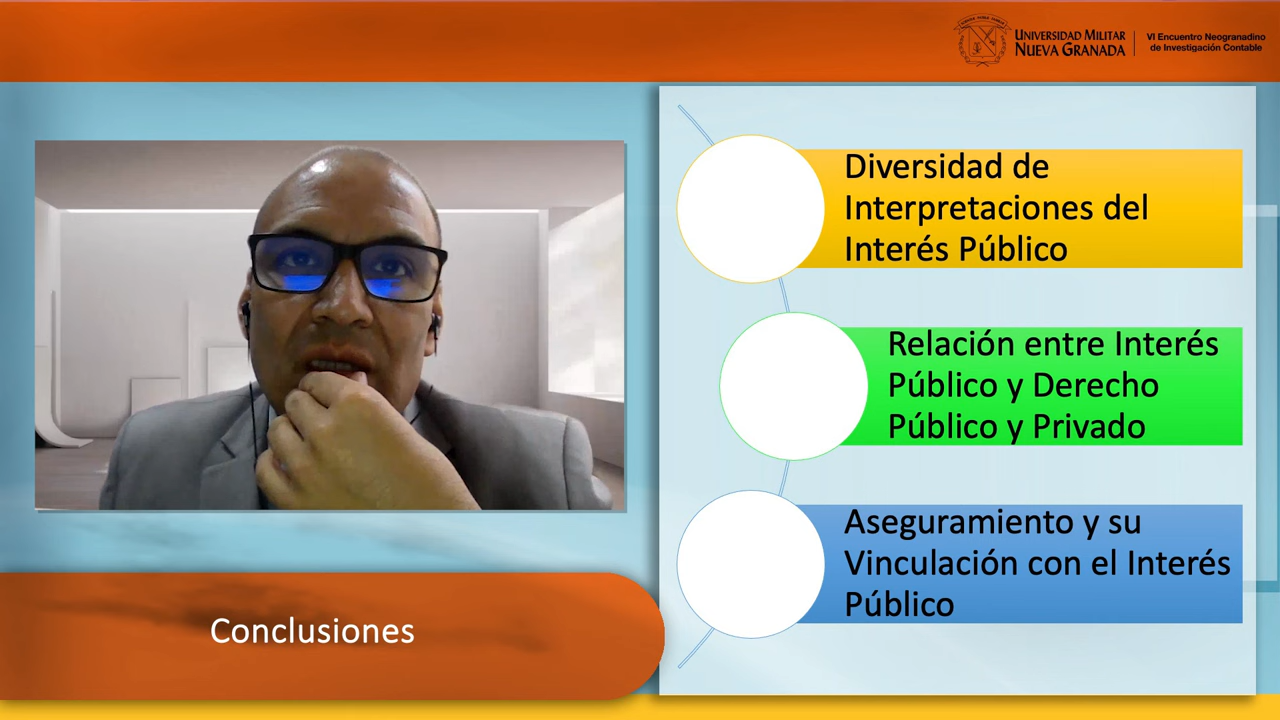 UNIVERSIDAD MILITAR
NUEVA GRANADA
VI Encuentro Neogranadino
de Investigación Contable
Diversidad de
Interpretaciones del
Interés Público
Relación entre Interés
Público y Derecho
Público y Privado
Aseguramiento y su
Vinculación con el Interés
Público
Conclusiones